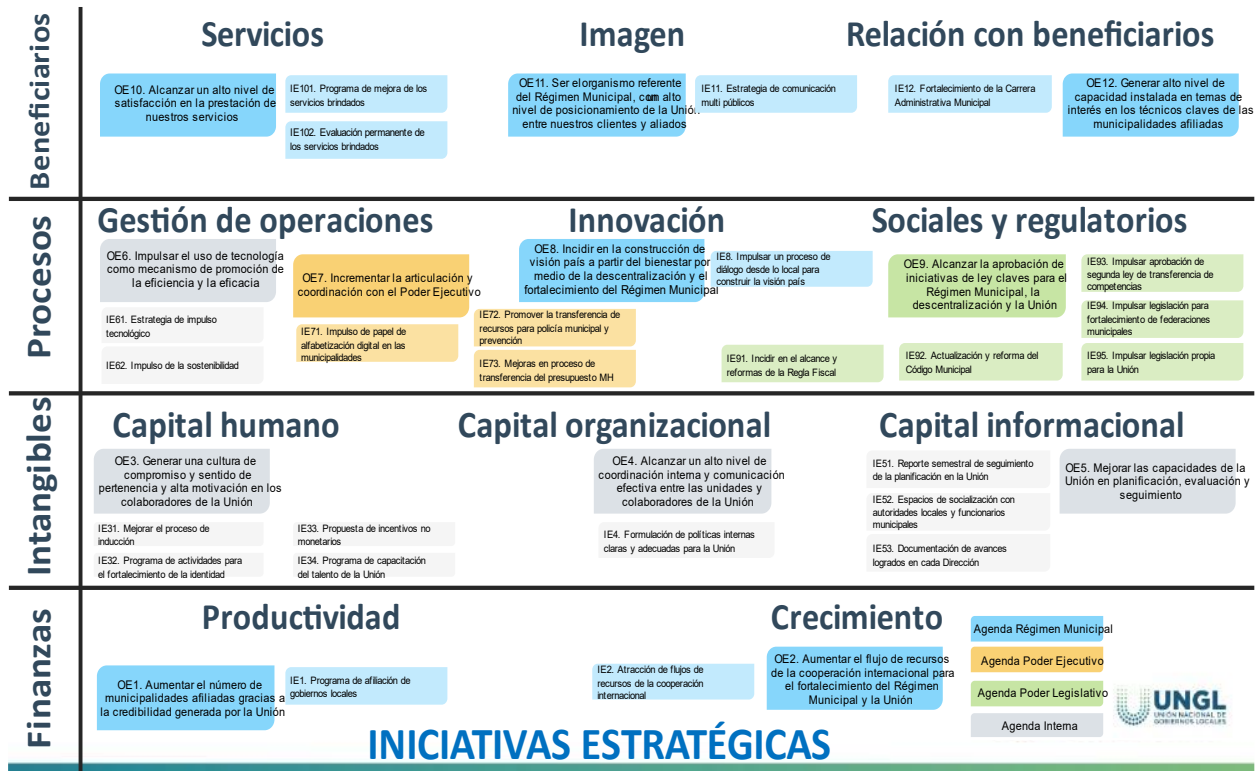 Beneficiarios
Servicios
OE10. Alcanzar un alto nivel de
satisfacción en la prestación de
nuestros servicios
IE101. Programa de mejora de los
servicios brindados
IE102. Evaluación permanente de
los servicios brindados
Imagen
OE11. Ser elorganismo referente
del Régimen Municipal, con un alto
nivel de posicionamiento de la Unión
entre nuestros clientes y aliados
IE11. Estrategia de comunicación
multi públicos
Relación con beneficiarios
IE12. Fortalecimiento de la Carrera
Administrativa Municipal
OE12. Generar alto nivel de
capacidad instalada en temas de
interés en los técnicos claves de las
municipalidades afiliadas
Procesos
Gestión de operaciones
OE6. Impulsar el uso de tecnología
como mecanismo de promoción de
la eficiencia y la eficacia
IE61. Estrategia de impulso
tecnológico
IE62. Impulso de la sostenibilidad
OE7. Incrementar la articulación y
coordinación con el Poder Ejecutivo
IE71. Impulso de papel de
alfabetización digital en las
municipalidades
IE72. Promover la transferencia de
recursos para policía municipal y
prevención
IE73. Mejoras en proceso de
transferencia del presupuesto MH
Innovación
OE8. Incidir en la construcción de
visión país a partir del bienestar por
medio de la descentralización y el
fortalecimiento del Régimen Municipal
IE8. Impulsar un proceso de
diálogo desde lo local para
construir la visión país
Sociales y regulatorios
OE9. Alcanzar la aprobación de
iniciativas de ley claves para el
Régimen Municipal, la
descentralización y la Unión
IE91. Incidir en el alcance y
reformas de la Regla Fiscal
IE92. Actualización y reforma del
Código Municipal
IE93. Impulsar aprobación de
segunda ley de transferencia de
competencias
IE94. Impulsar legislación para
fortalecimiento de federaciones
municipales
IE95. Impulsar legislación propia
para la Unión
Intangibles
Capital humano
OE3. Generar una cultura de
compromiso y sentido de
pertenencia y alta motivación en los
colaboradores de la Unión
IE31. Mejorar el proceso de
inducción
IE32. Programa de actividades para
el fortalecimiento de la identidad
IE33. Propuesta de incentivos no
monetarios
IE34. Programa de capacitación
del talento de la Unión
Capital organizacional
OE4. Alcanzar un alto nivel de
coordinación interna y comunicación
efectiva entre las unidades y
colaboradores de la Unión
IE4. Formulación de políticas internas
claras y adecuadas para la Unión
Capital informacional
IE51. Reporte semestral de seguimiento
de la planificación en la Unión
IE52. Espacios de socialización con
autoridades locales y funcionarios
municipales
IE53. Documentación de avances
logrados en cada Dirección
OE5. Mejorar las capacidades de la
Unión en planificación, evaluación y
seguimiento
Finanzas
Productividad
OE1. Aumentar el número de
municipalidades afiliadas gracias a
la credibilidad generada por la Unión
IE1. Programa de afiliación de
gobiernos locales
Crecimiento
IE2. Atracción de flujos de
recursos de la cooperación
internacional
OE2. Aumentar el flujo de recursos
de la cooperación internacional para
el fortalecimiento del Régimen
Municipal y la Unión
Agenda Régimen Municipal
Agenda Poder Ejecutivo
Agenda Poder Legislativo
Agenda Interna
UNGL
UNIÓN NACIONAL DE
GOBIERNOS LOCALES
INICIATIVAS ESTRATÉGICAS